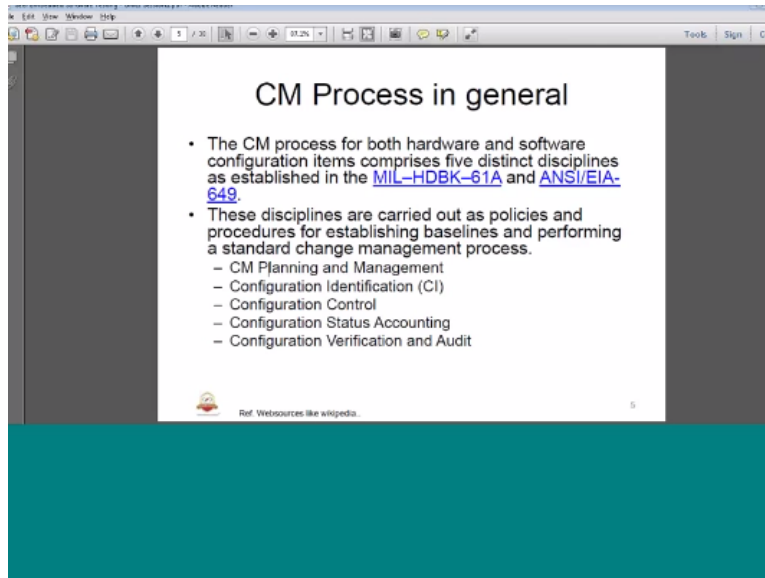 Edit View Window Help
5 / 30
Tools Sign
CM Process in general
• The CM process for both hardware and software
configuration items comprises five distinct disciplines
as established in the MIL–HDBK–61A and ANSI/EIA-
649.
• These disciplines are carried out as policies and
procedures for establishing baselines and performing
a standard change management process.
– CM Planning and Management
– Configuration Identification (CI)
– Configuration Control
– Configuration Status Accounting
– Configuration Verification and Audit
Ref. Websources like wikipedia..
5